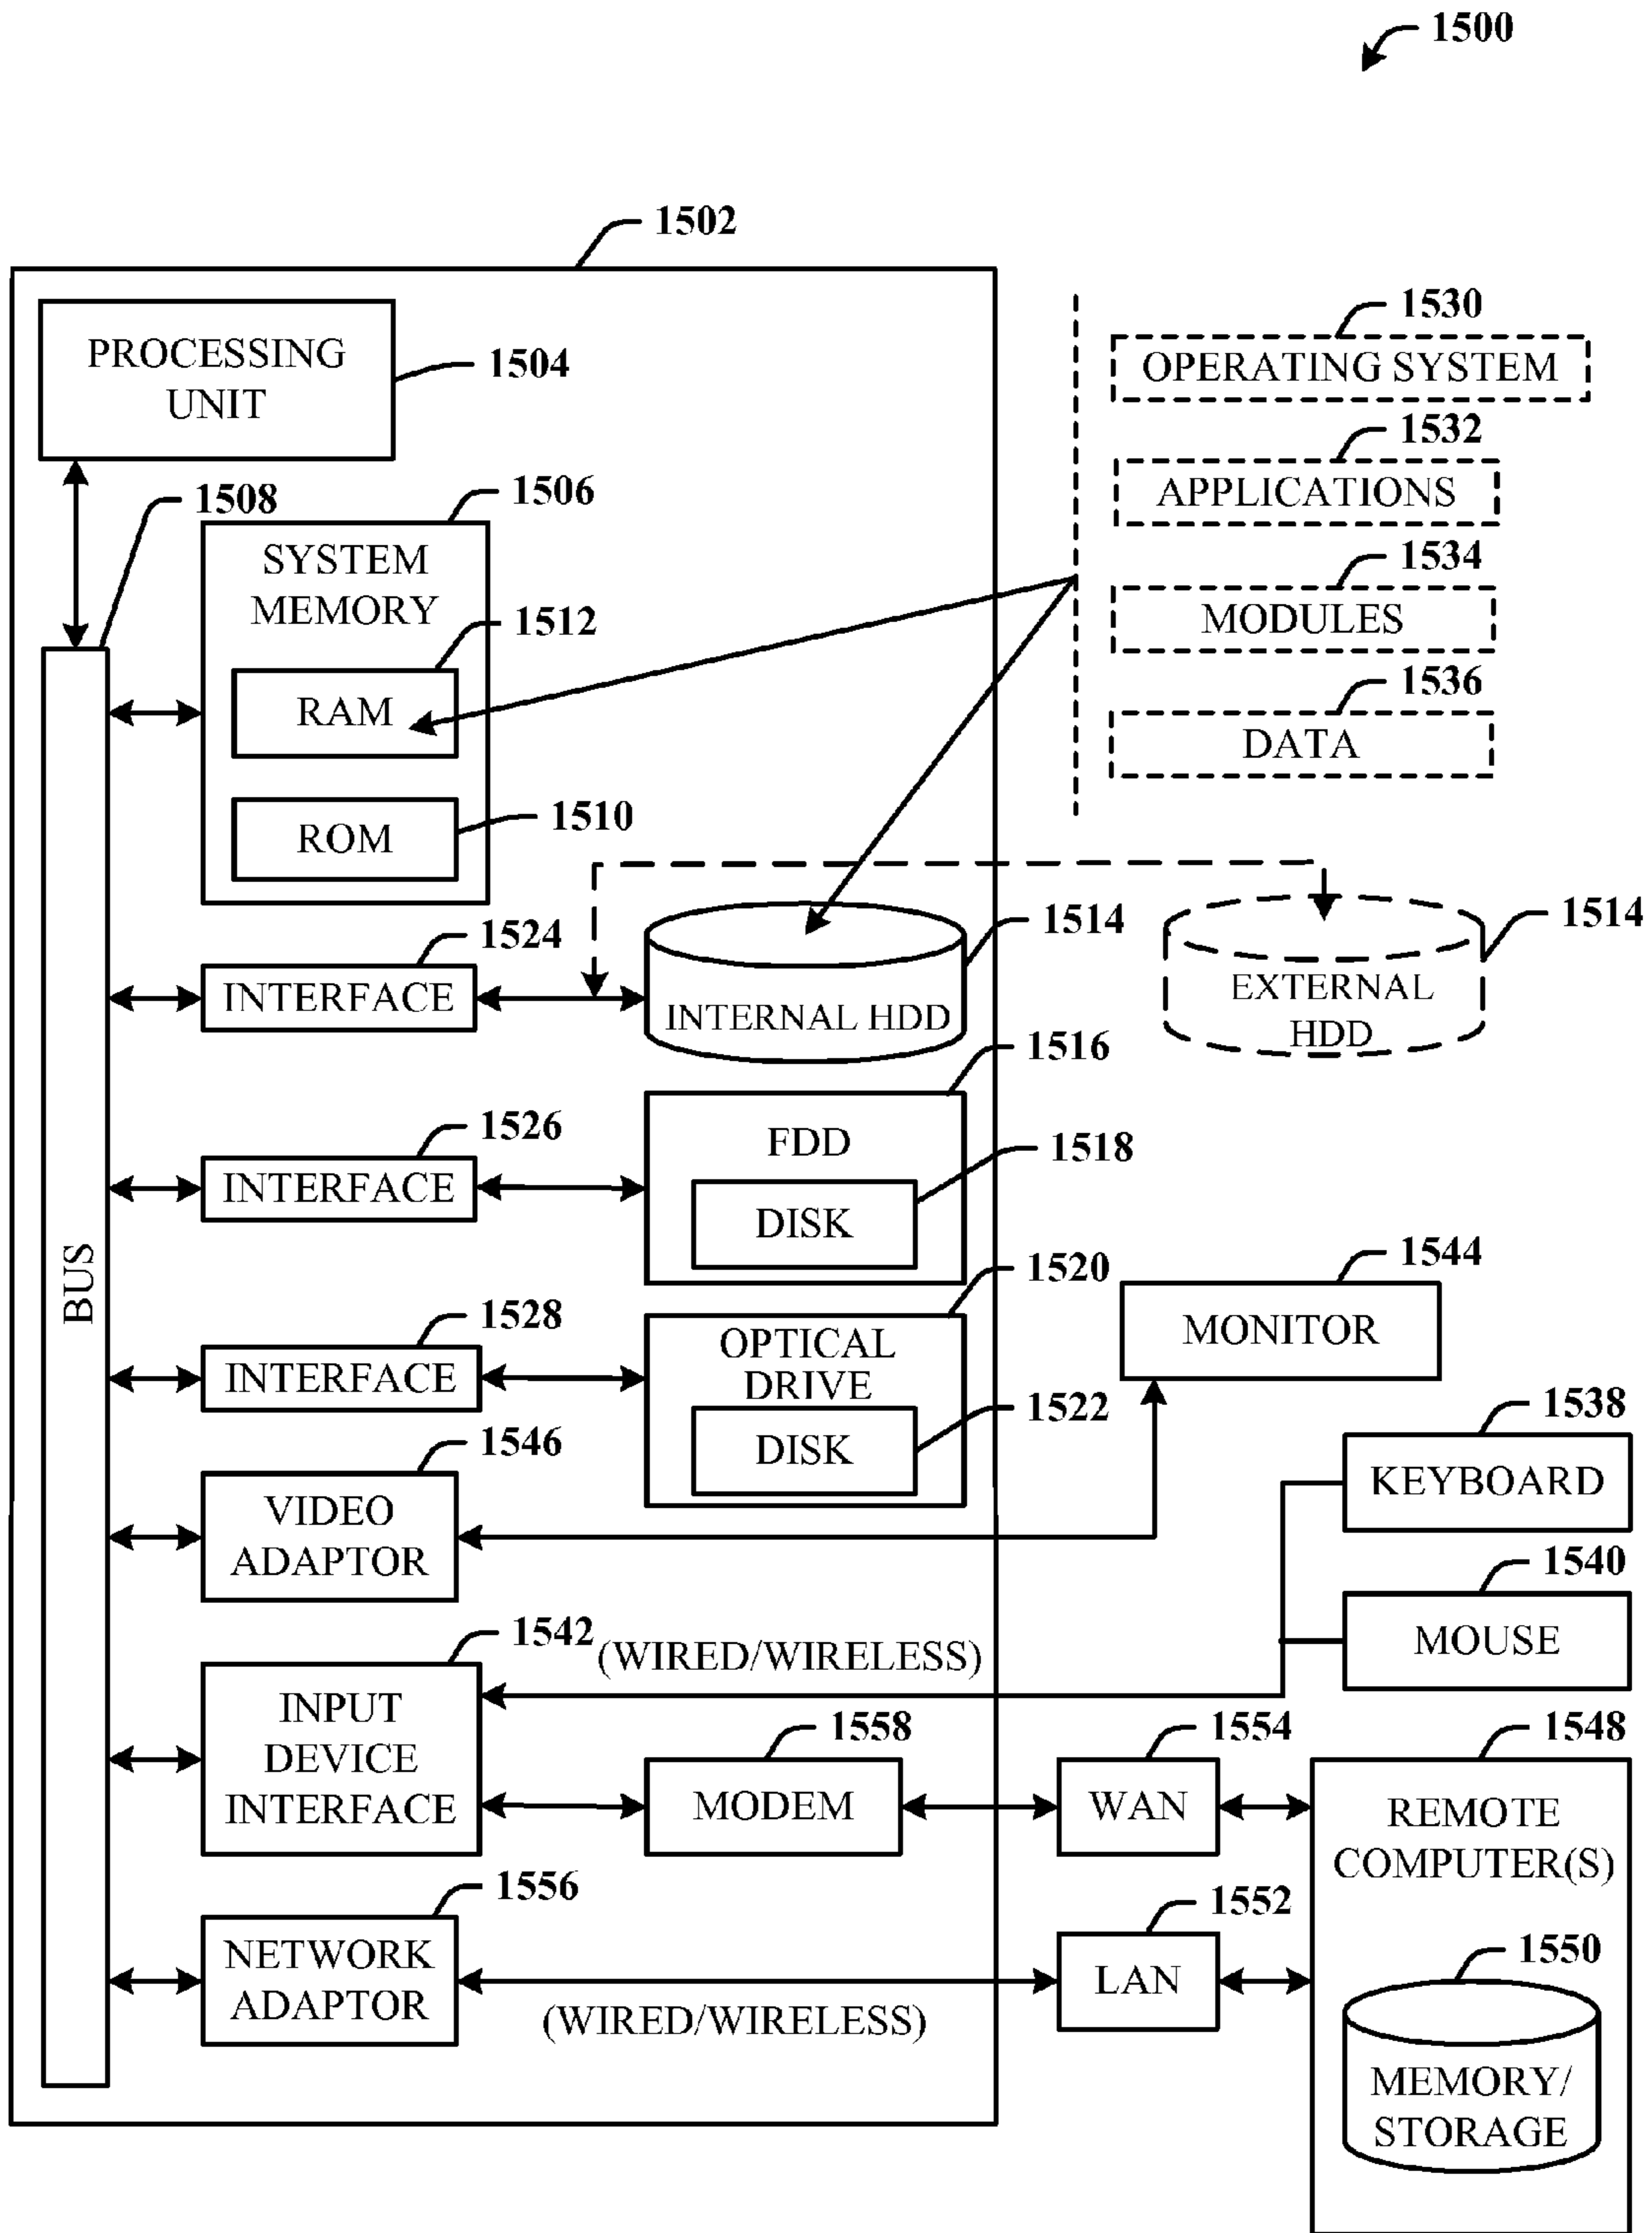 1500
1502
PROCESSING
UNIT
1504
1530
OPERATING SYSTEM
1532
APPLICATIONS
1534
MODULES
1536
DATA
1508
1506
SYSTEM
MEMORY
1512
RAM
1510
ROM
BUS
1524
INTERFACE
1514
INTERNAL HDD
1514
EXTERNAL
HDD
1526
INTERFACE
1516
FDD
1518
DISK
1528
INTERFACE
1520
OPTICAL
DRIVE
1522
DISK
1544
MONITOR
1546
VIDEO
ADAPTOR
1538
KEYBOARD
1540
MOUSE
1542
(WIRED/WIRELESS)
INPUT
DEVICE
INTERFACE
1558
MODEM
1554
WAN
1548
REMOTE
COMPUTER(S)
1556
NETWORK
ADAPTOR
(WIRED/WIRELESS)
1552
LAN
1550
MEMORY/
STORAGE